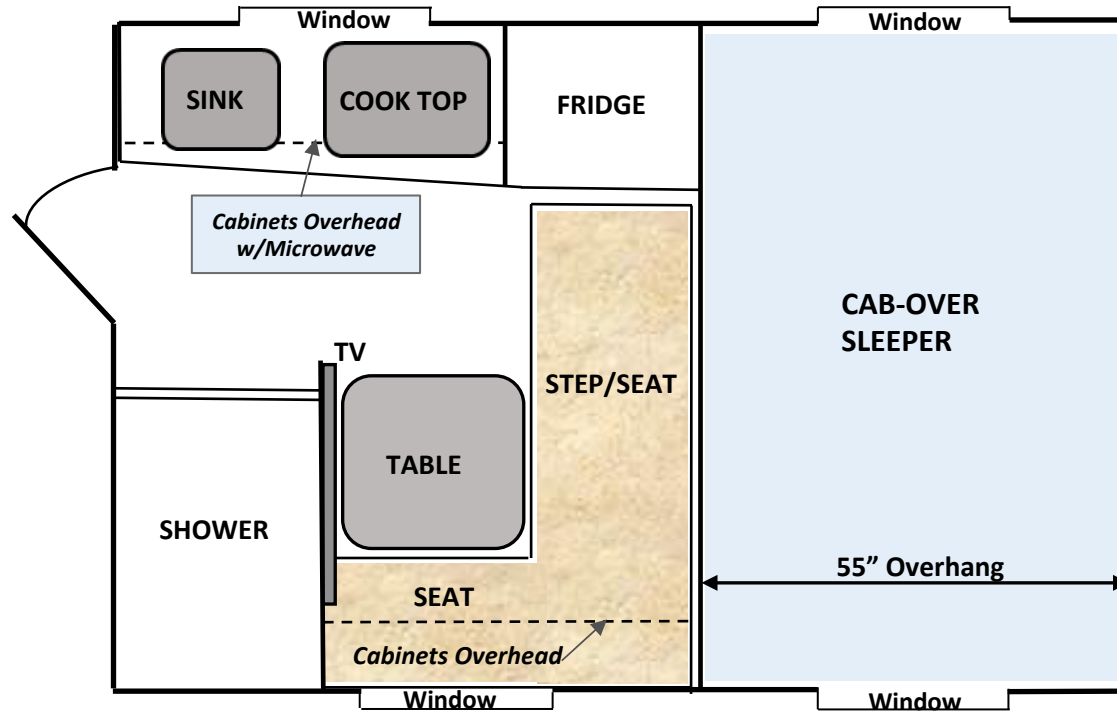 Window
Window
SINK
COOK TOP
FRIDGE
Cabinets Overhead
w/Microwave
CAB-OVER
SLEEPER
TV
STEP/SEAT
TABLE
SHOWER
55” Overhang
SEAT
Cabinets Overhead
Window
Window